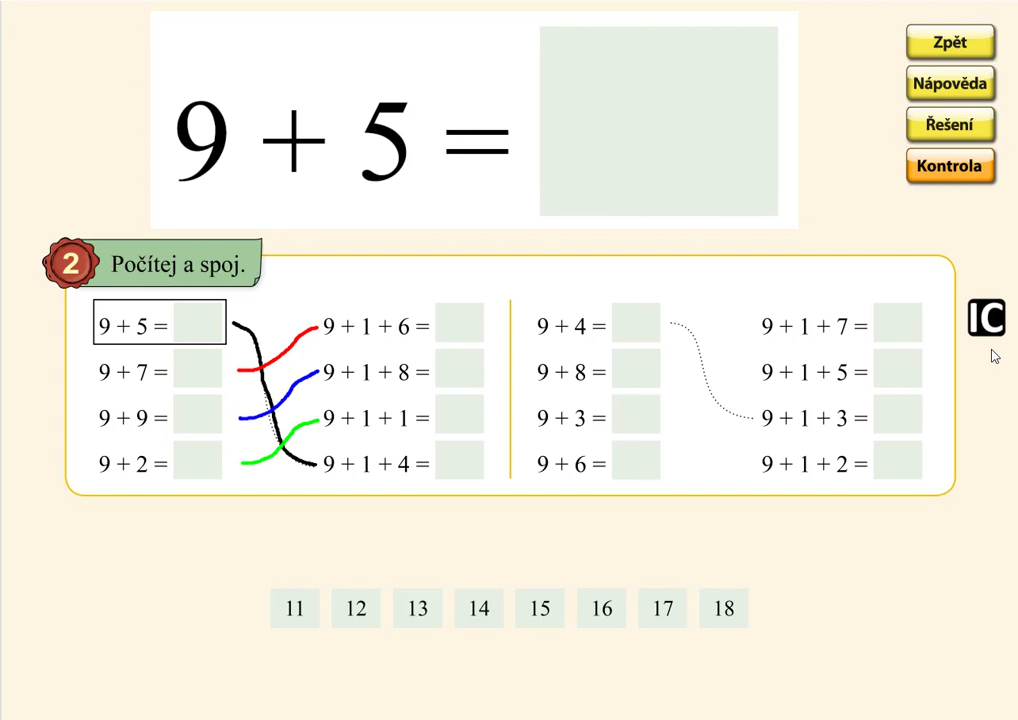 9 + 5 =
Zpět
Nápověda
Řešení
Kontrola
2 Počítej a spoj.
9 + 5 = 9 + 1 + 6 = 9 + 4 = 9 + 1 + 7 =
9 + 7 = 9 + 1 + 8 = 9 + 8 = 9 + 1 + 5 =
9 + 9 = 9 + 1 + 1 = 9 + 3 = 9 + 1 + 3 =
9 + 2 = 9 + 1 + 4 = 9 + 6 = 9 + 1 + 2 =
IC
11 12 13 14 15 16 17 18